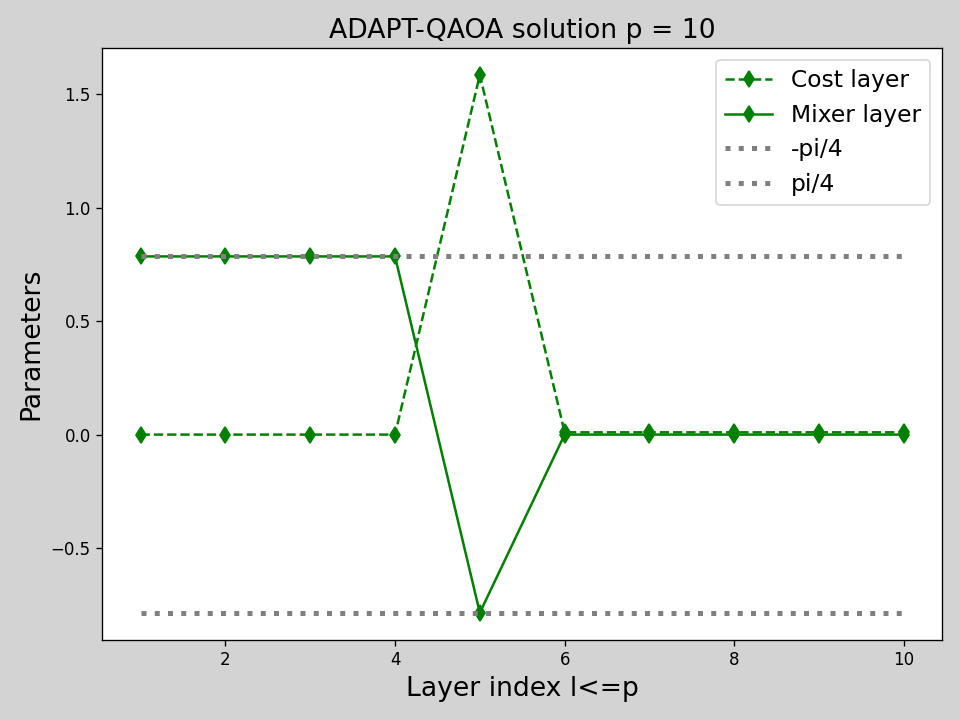 ADAPT-QAOA solution p = 10
Cost layer
Mixer layer
-pi/4
pi/4
Parameters
1.5
1.0
0.5
0.0
−0.5
2
4
6
8
10
Layer index l<=p